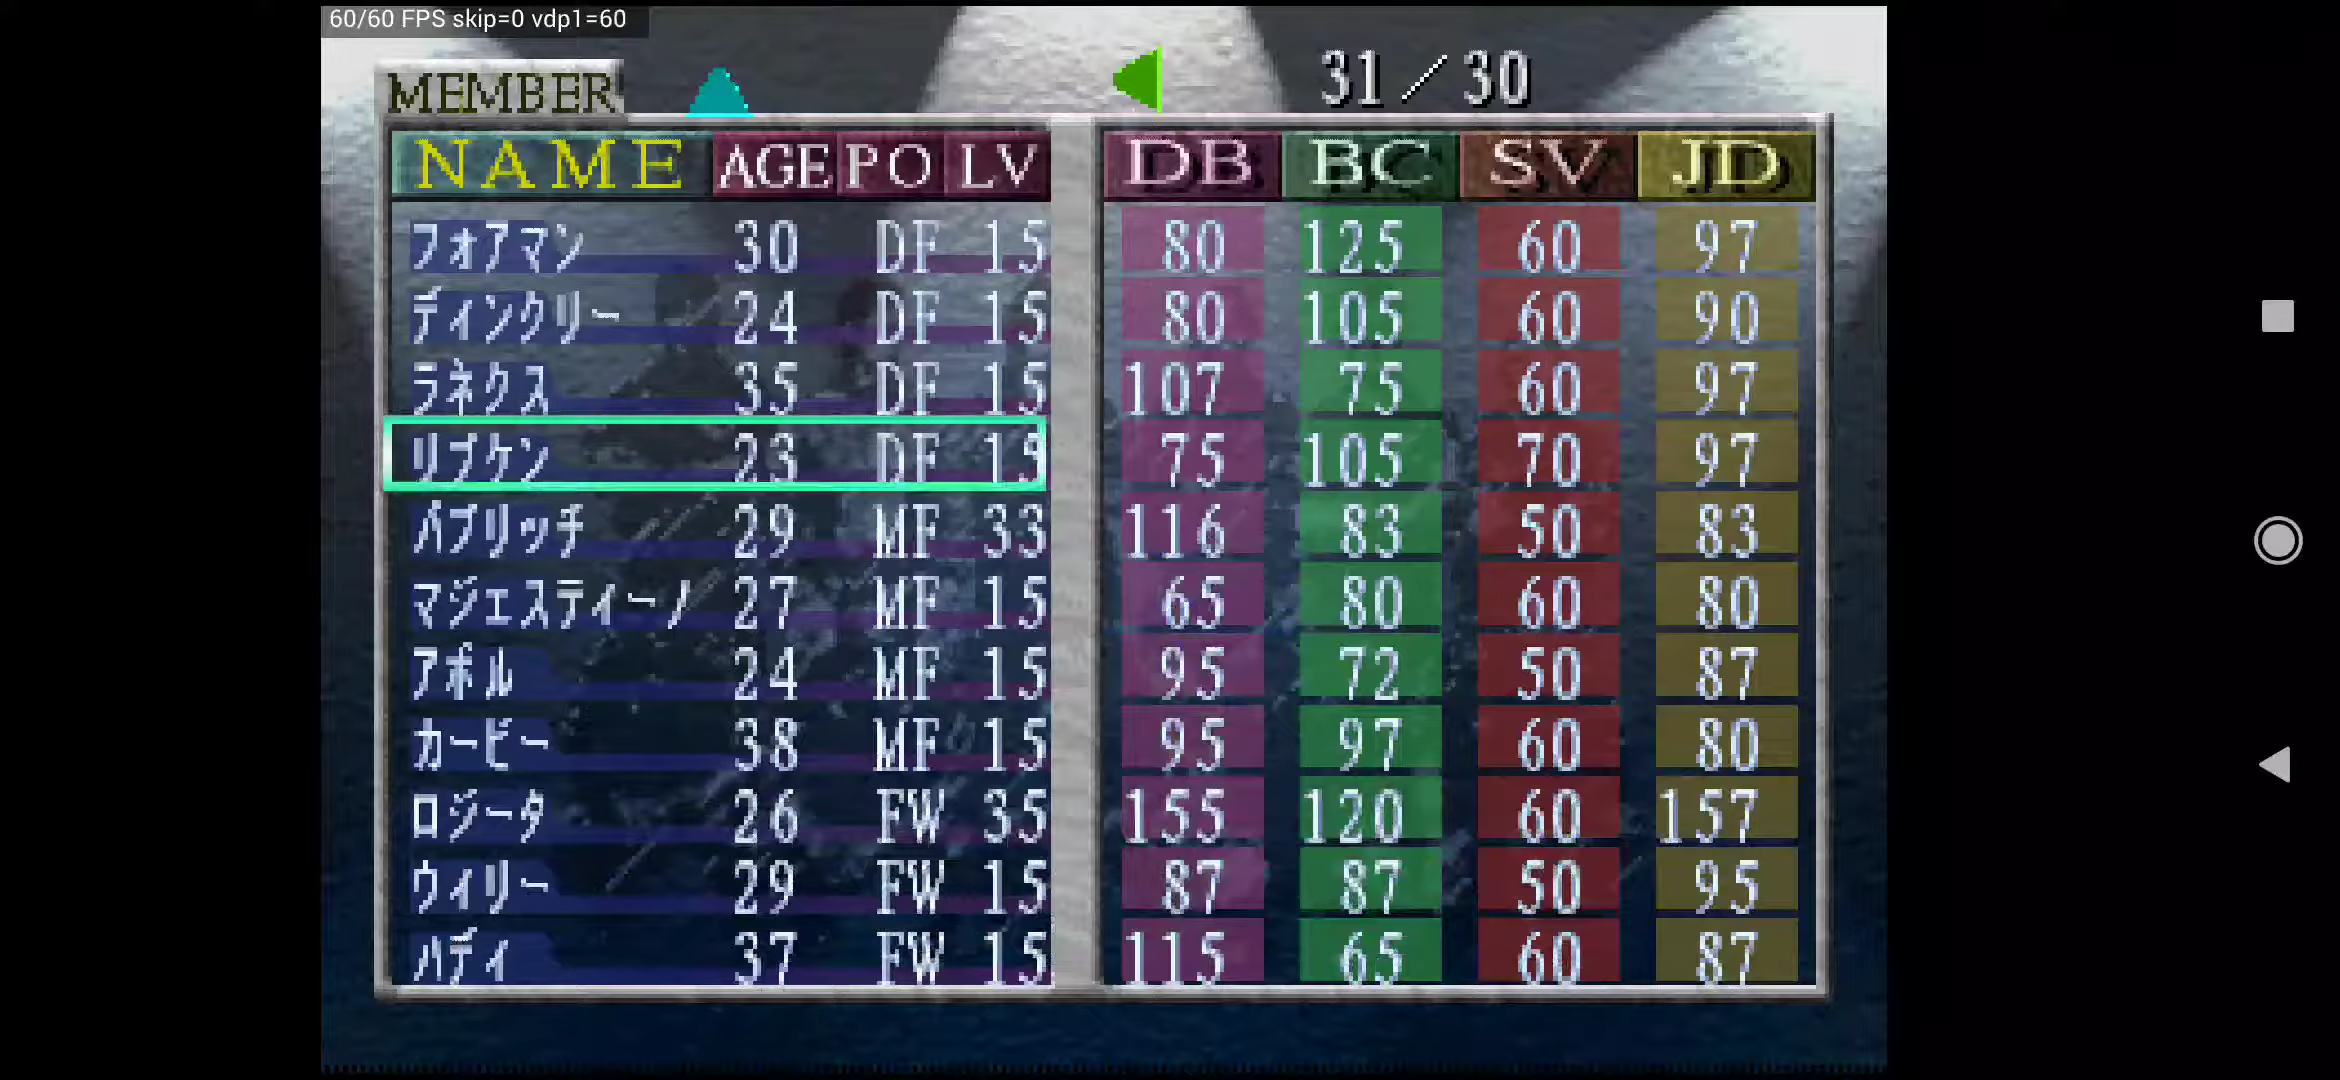 60/60 FPS skip=0 vdp1=60
31/30
MEMBER
NAME AGE PO LV DB BC SV JD
フォアマン 30 DF 15 80 125 60 97
ディンクリー 24 DF 15 80 105 60 90
ラネクス 35 DF 15 107 75 60 97
リプケン 23 DF 15 75 105 70 97
パブリッチ 29 MF 33 116 83 50 83
マジェスティーノ 27 MF 15 65 80 60 80
アポル 24 MF 15 95 72 50 87
カービー 38 MF 15 95 97 60 80
ロジータ 26 FW 35 155 120 60 157
ウィリー 29 FW 15 87 87 50 95
ハディ 37 FW 15 115 65 60 87